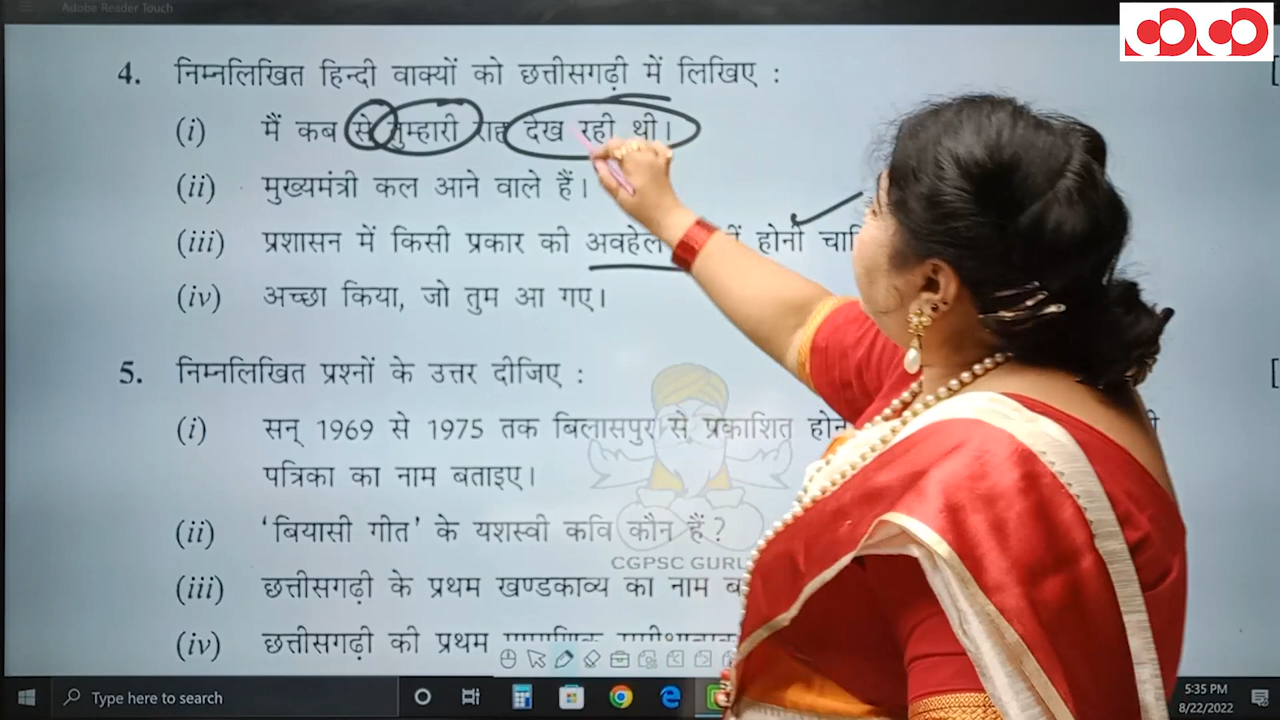 Adobe Reader Touch
4. निम्नलिखित हिन्दी वाक्यों को छत्तीसगढ़ी में लिखिए :
(i) मैं कब से तुम्हारी राह देख रही थी।
(ii) मुख्यमंत्री कल आने वाले हैं।
(iii) प्रशासन में किसी प्रकार की होनी
(iv) अच्छा किया, जो तुम आ गए।
5. निम्नलिखित प्रश्नों के उत्तर दीजिए :
(i) सन् 1969 से 1975 तक बिलासपुर से प्रकाशित
पत्रिका का नाम बताइए।
(ii) 'बियासी गीत' के यशस्वी कवि कौन हैं?
CGPSC GURU
(iii) छत्तीसगढ़ी के प्रथम खण्डकाव्य का नाम
(iv) छत्तीसगढ़ी की प्रथम
Type here to search
5:35 PM
8/22/2022